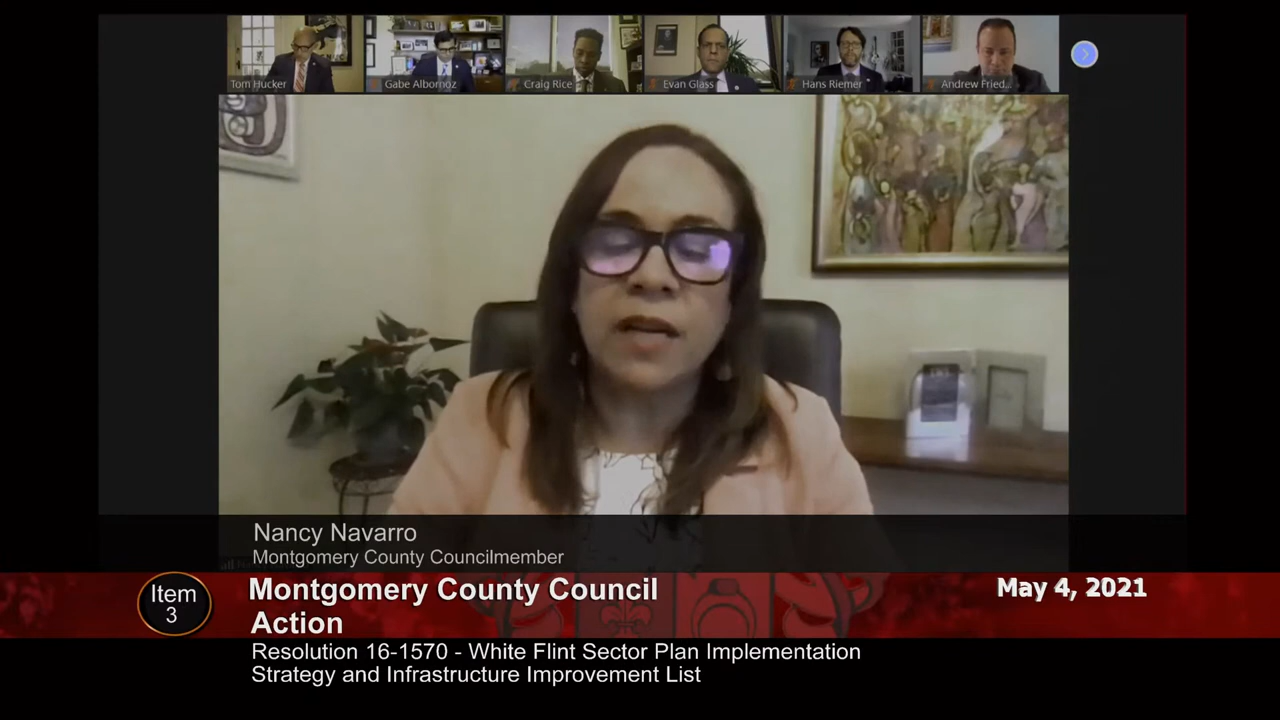 Tom Hucker
Gabe Albornoz
Craig Rice
Evan Glass
Hans Riemer
Andrew Fried...
Nancy Navarro
Montgomery County Councilmember
Item
3
Montgomery County Council
Action
May 4, 2021
Resolution 16-1570 - White Flint Sector Plan Implementation
Strategy and Infrastructure Improvement List